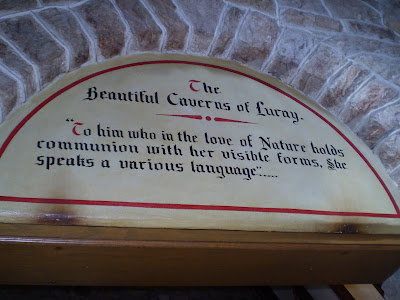 The
Beautiful Caverns of Luray.
"To him who in the love of Nature holds
communion with her visible forms, She
speaks a various language".....